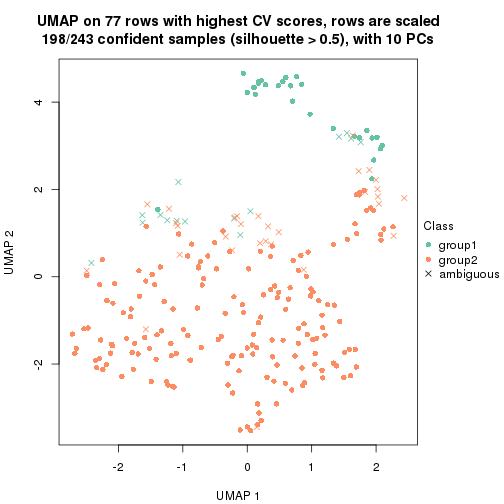 UMAP on 77 rows with highest CV scores, rows are scaled
198/243 confident samples (silhouette > 0.5), with 10 PCs
4
2
0
-2
UMAP 2
-2
-1
0
1
2
UMAP 1
Class
group1
group2
ambiguous